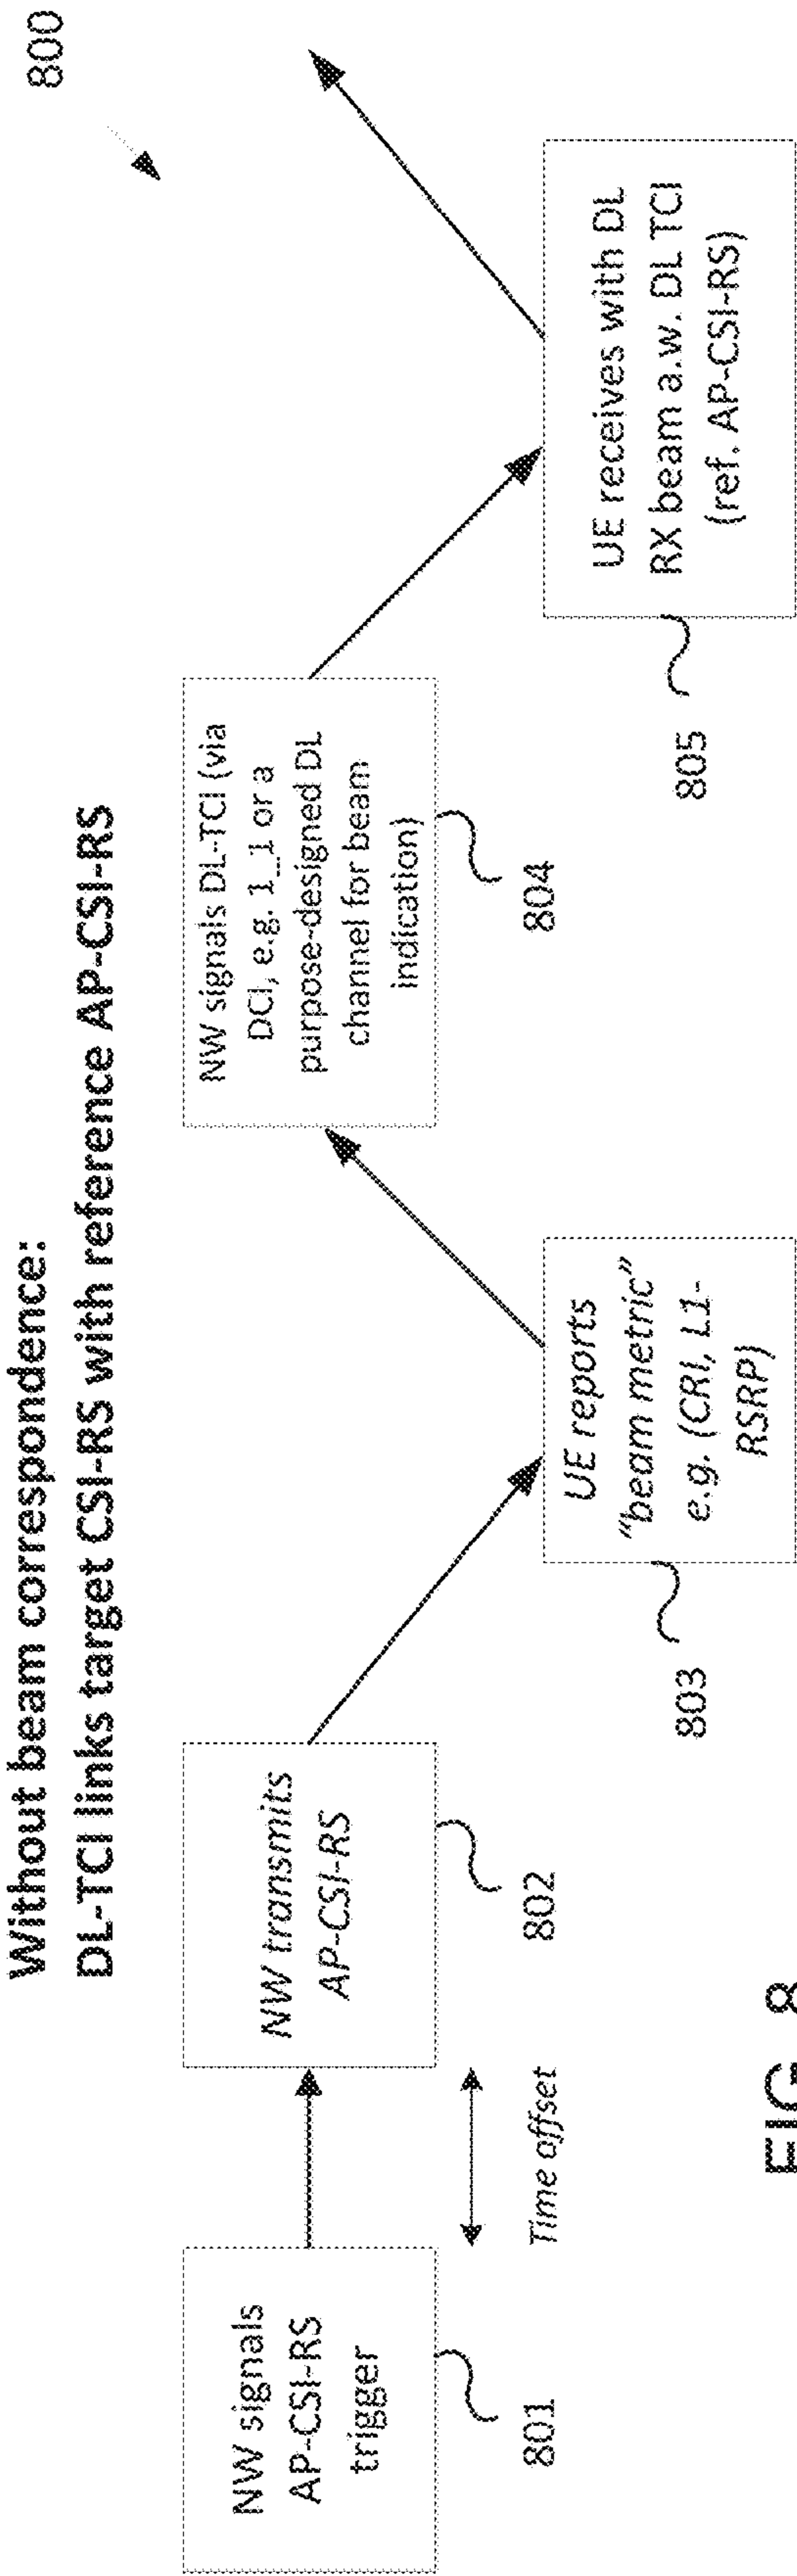 800
Without beam correspondence:
DL-TCI links target CSI-RS with reference AP-CSI-RS
NW signals
AP-CSI-RS
trigger
801
Time offset
NW transmits
AP-CSI-RS
802
UE reports
“beam metric”
e.g. (CRI, L1-
RSRP)
803
NW signals DL-TCI (via
DCI, e.g. 1_1 or a
purpose-designed DL
channel for beam
indication)
804
UE receives with DL
RX beam a.w. DL TCI
(ref. AP-CSI-RS)
805
FIG. 8